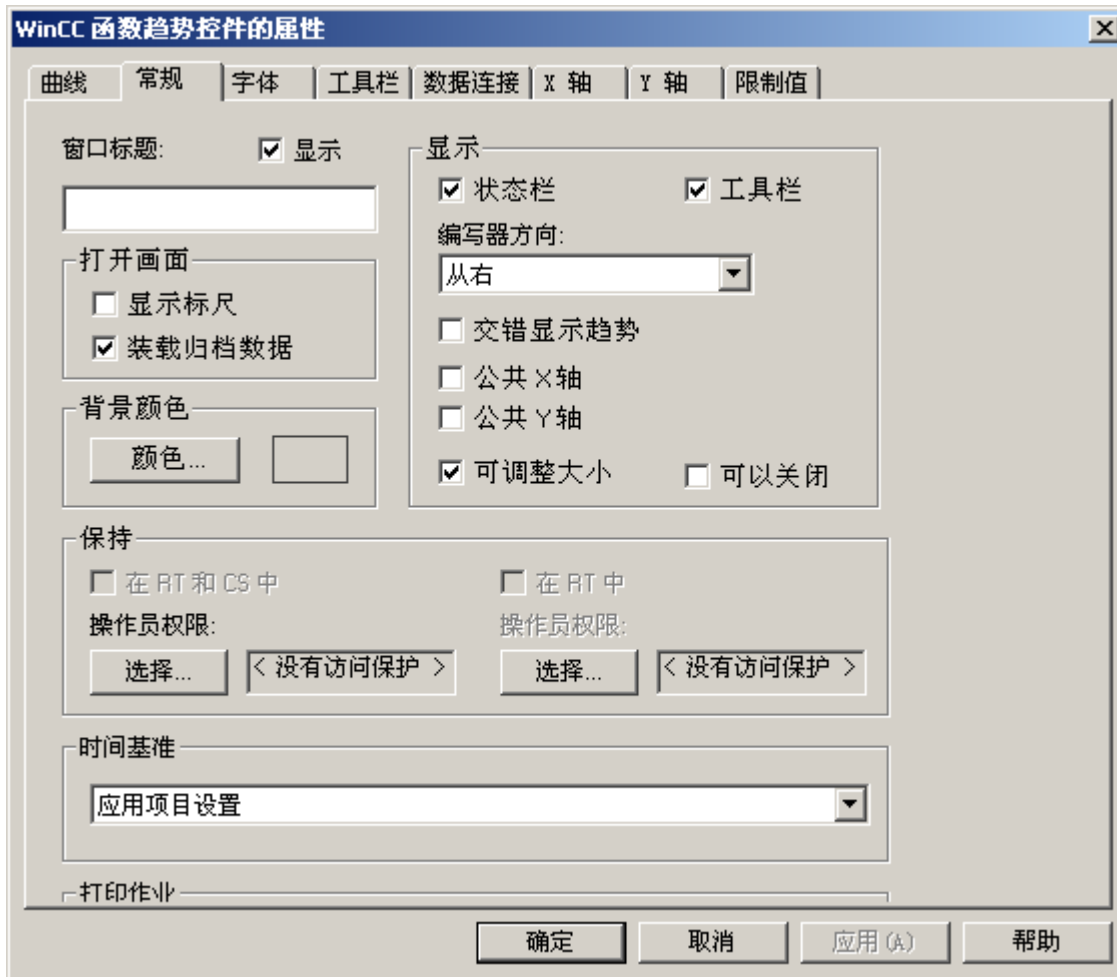 WinCC 函数趋势控件的属性
曲线 常规 字体 工具栏 数据连接 X 轴 Y 轴 限制值
窗口标题: 显示
显示
状态栏 工具栏
编写器方向:
从右
打开画面
显示标尺
装载归档数据
交错显示趋势
公共 X 轴
公共 Y 轴
背景颜色
颜色...
可调整大小 可以关闭
保持
在 RT 和 CS 中 在 RT 中
操作员权限: 操作员权限:
选择... < 没有访问保护 > 选择... < 没有访问保护 >
时间基准
应用项目设置
打印作业
确定 取消 应用(A) 帮助